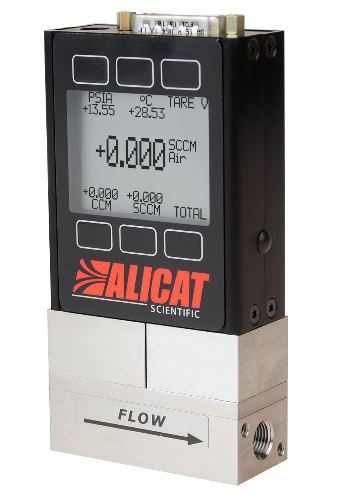 PSIA °C TARE V
+13.55 +28.53
+0.000 SCCM
Air
+0.000 +0.000
CCM SCCM TOTAL
ALICAT
SCIENTIFIC
FLOW